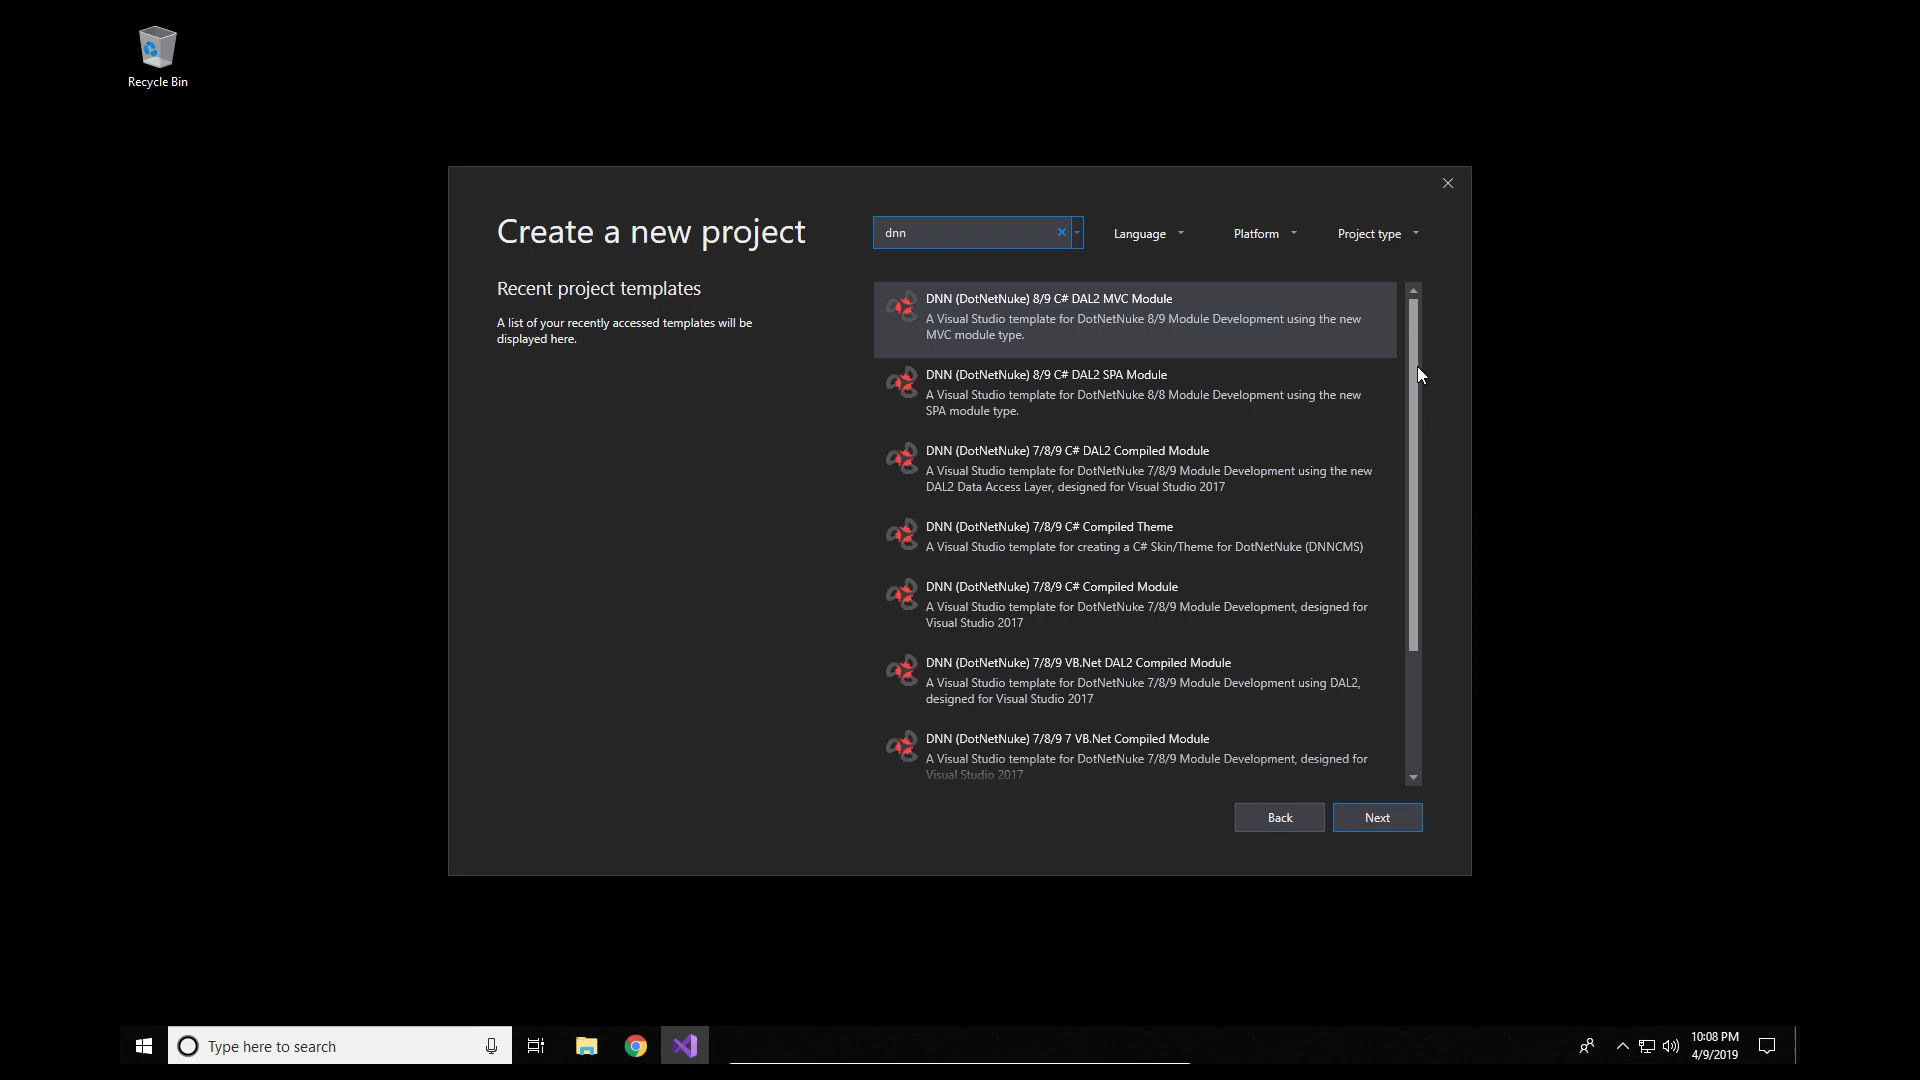 Recycle Bin
Create a new project
dnn
Language
Platform
Project type
Recent project templates
A list of your recently accessed templates will be
displayed here.
DNN (DotNetNuke) 8/9 C# DAL2 MVC Module
A Visual Studio template for DotNetNuke 8/9 Module Development using the new
MVC module type.
DNN (DotNetNuke) 8/9 C# DAL2 SPA Module
A Visual Studio template for DotNetNuke 8/8 Module Development using the new
SPA module type.
DNN (DotNetNuke) 7/8/9 C# DAL2 Compiled Module
A Visual Studio template for DotNetNuke 7/8/9 Module Development using the new
DAL2 Data Access Layer, designed for Visual Studio 2017
DNN (DotNetNuke) 7/8/9 C# Compiled Theme
A Visual Studio template for creating a C# Skin/Theme for DotNetNuke (DNNCMS)
DNN (DotNetNuke) 7/8/9 C# Compiled Module
A Visual Studio template for DotNetNuke 7/8/9 Module Development, designed for
Visual Studio 2017
DNN (DotNetNuke) 7/8/9 VB.Net DAL2 Compiled Module
A Visual Studio template for DotNetNuke 7/8/9 Module Development using DAL2,
designed for Visual Studio 2017
DNN (DotNetNuke) 7/8/9 7 VB.Net Compiled Module
A Visual Studio template for DotNetNuke 7/8/9 Module Development, designed for
Visual Studio 2017
Back
Next
Type here to search
10:08 PM
4/9/2019